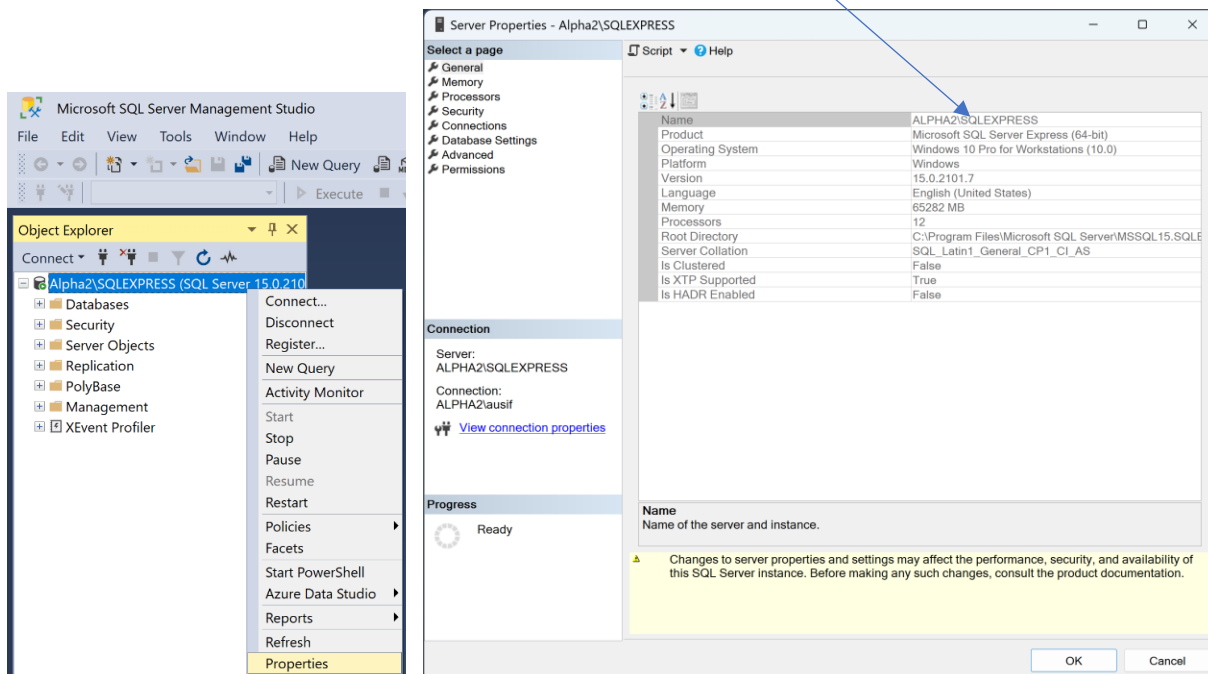 Microsoft SQL Server Management Studio
File Edit View Tools Window Help
New Query
Execute
Object Explorer
Connect
Alpha2\SQLEXPRESS (SQL Server 15.0.210
Databases
Security
Server Objects
Replication
PolyBase
Management
XEvent Profiler
Connect...
Disconnect
Register...
New Query
Activity Monitor
Start
Stop
Pause
Resume
Restart
Policies
Facets
Start PowerShell
Azure Data Studio
Reports
Refresh
Properties
Server Properties - Alpha2\SQLEXPRESS
Select a page
General
Memory
Processors
Security
Connections
Database Settings
Advanced
Permissions
Connection
Server:
ALPHA2\SQLEXPRESS
Connection:
ALPHA2\ausif
View connection properties
Progress
Ready
Script Help
Name ALPHA2\SQLEXPRESS
Product Microsoft SQL Server Express (64-bit)
Operating System Windows 10 Pro for Workstations (10.0)
Platform Windows
Version 15.0.2101.7
Language English (United States)
Memory 65282 MB
Processors 12
Root Directory C:\Program Files\Microsoft SQL Server\MSSQL15.SQLE
Server Collation SQL_Latin1_General_CP1_CI_AS
Is Clustered False
Is XTP Supported True
Is HADR Enabled False
Name
Name of the server and instance.
Changes to server properties and settings may affect the performance, security, and availability of
this SQL Server instance. Before making any such changes, consult the product documentation.
OK Cancel